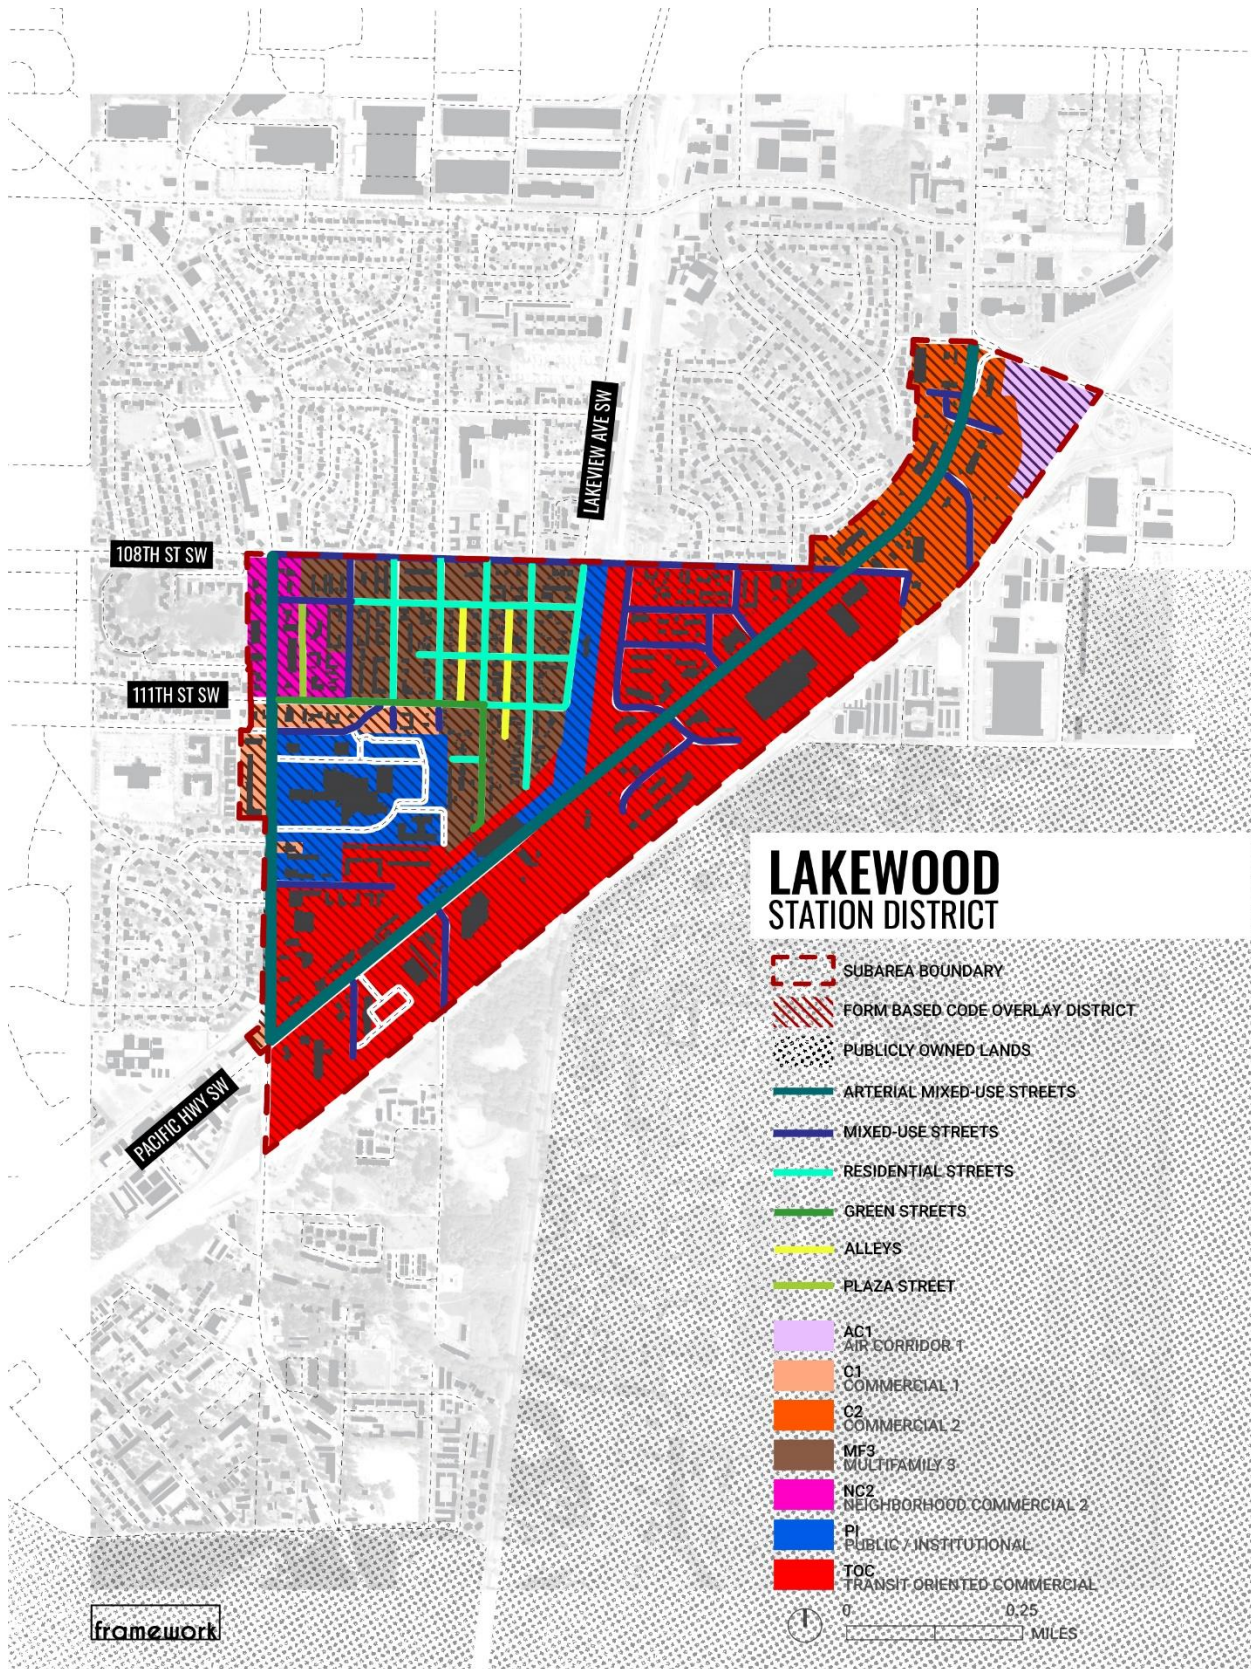 LAKEVIEW AVE SW
108TH ST SW
111TH ST SW
PACIFIC HWY SW
LAKEWOOD
STATION DISTRICT
SUBAREA BOUNDARY
FORM BASED CODE OVERLAY DISTRICT
PUBLICLY OWNED LANDS
ARTERIAL MIXED-USE STREETS
MIXED-USE STREETS
RESIDENTIAL STREETS
GREEN STREETS
ALLEYS
PLAZA STREET
AC1
AIR CORRIDOR 1
C1
COMMERCIAL 1
C2
COMMERCIAL 2
MF3
MULTIFAMILY 3
NC2
NEIGHBORHOOD COMMERCIAL 2
PI
PUBLIC / INSTITUTIONAL
TOC
TRANSIT ORIENTED COMMERCIAL
0 0.25
MILES
framework